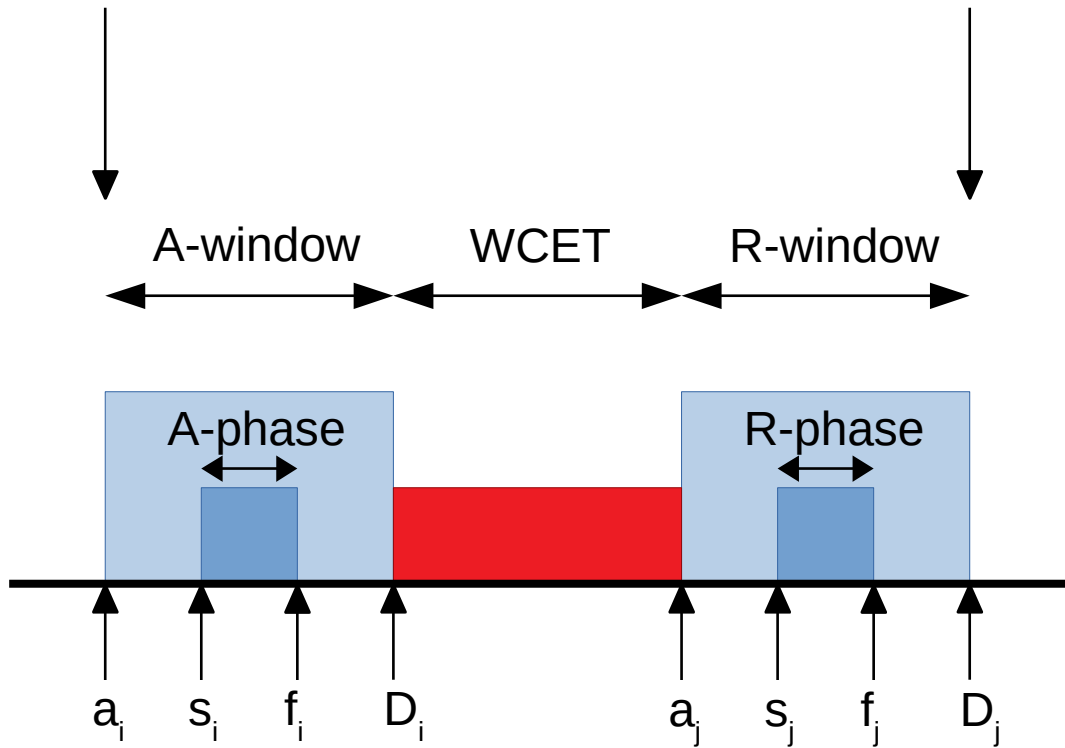 A-window WCET R-window
A-phase R-phase
aᵢ sᵢ fᵢ Dᵢ aⱼ sⱼ fⱼ Dⱼ